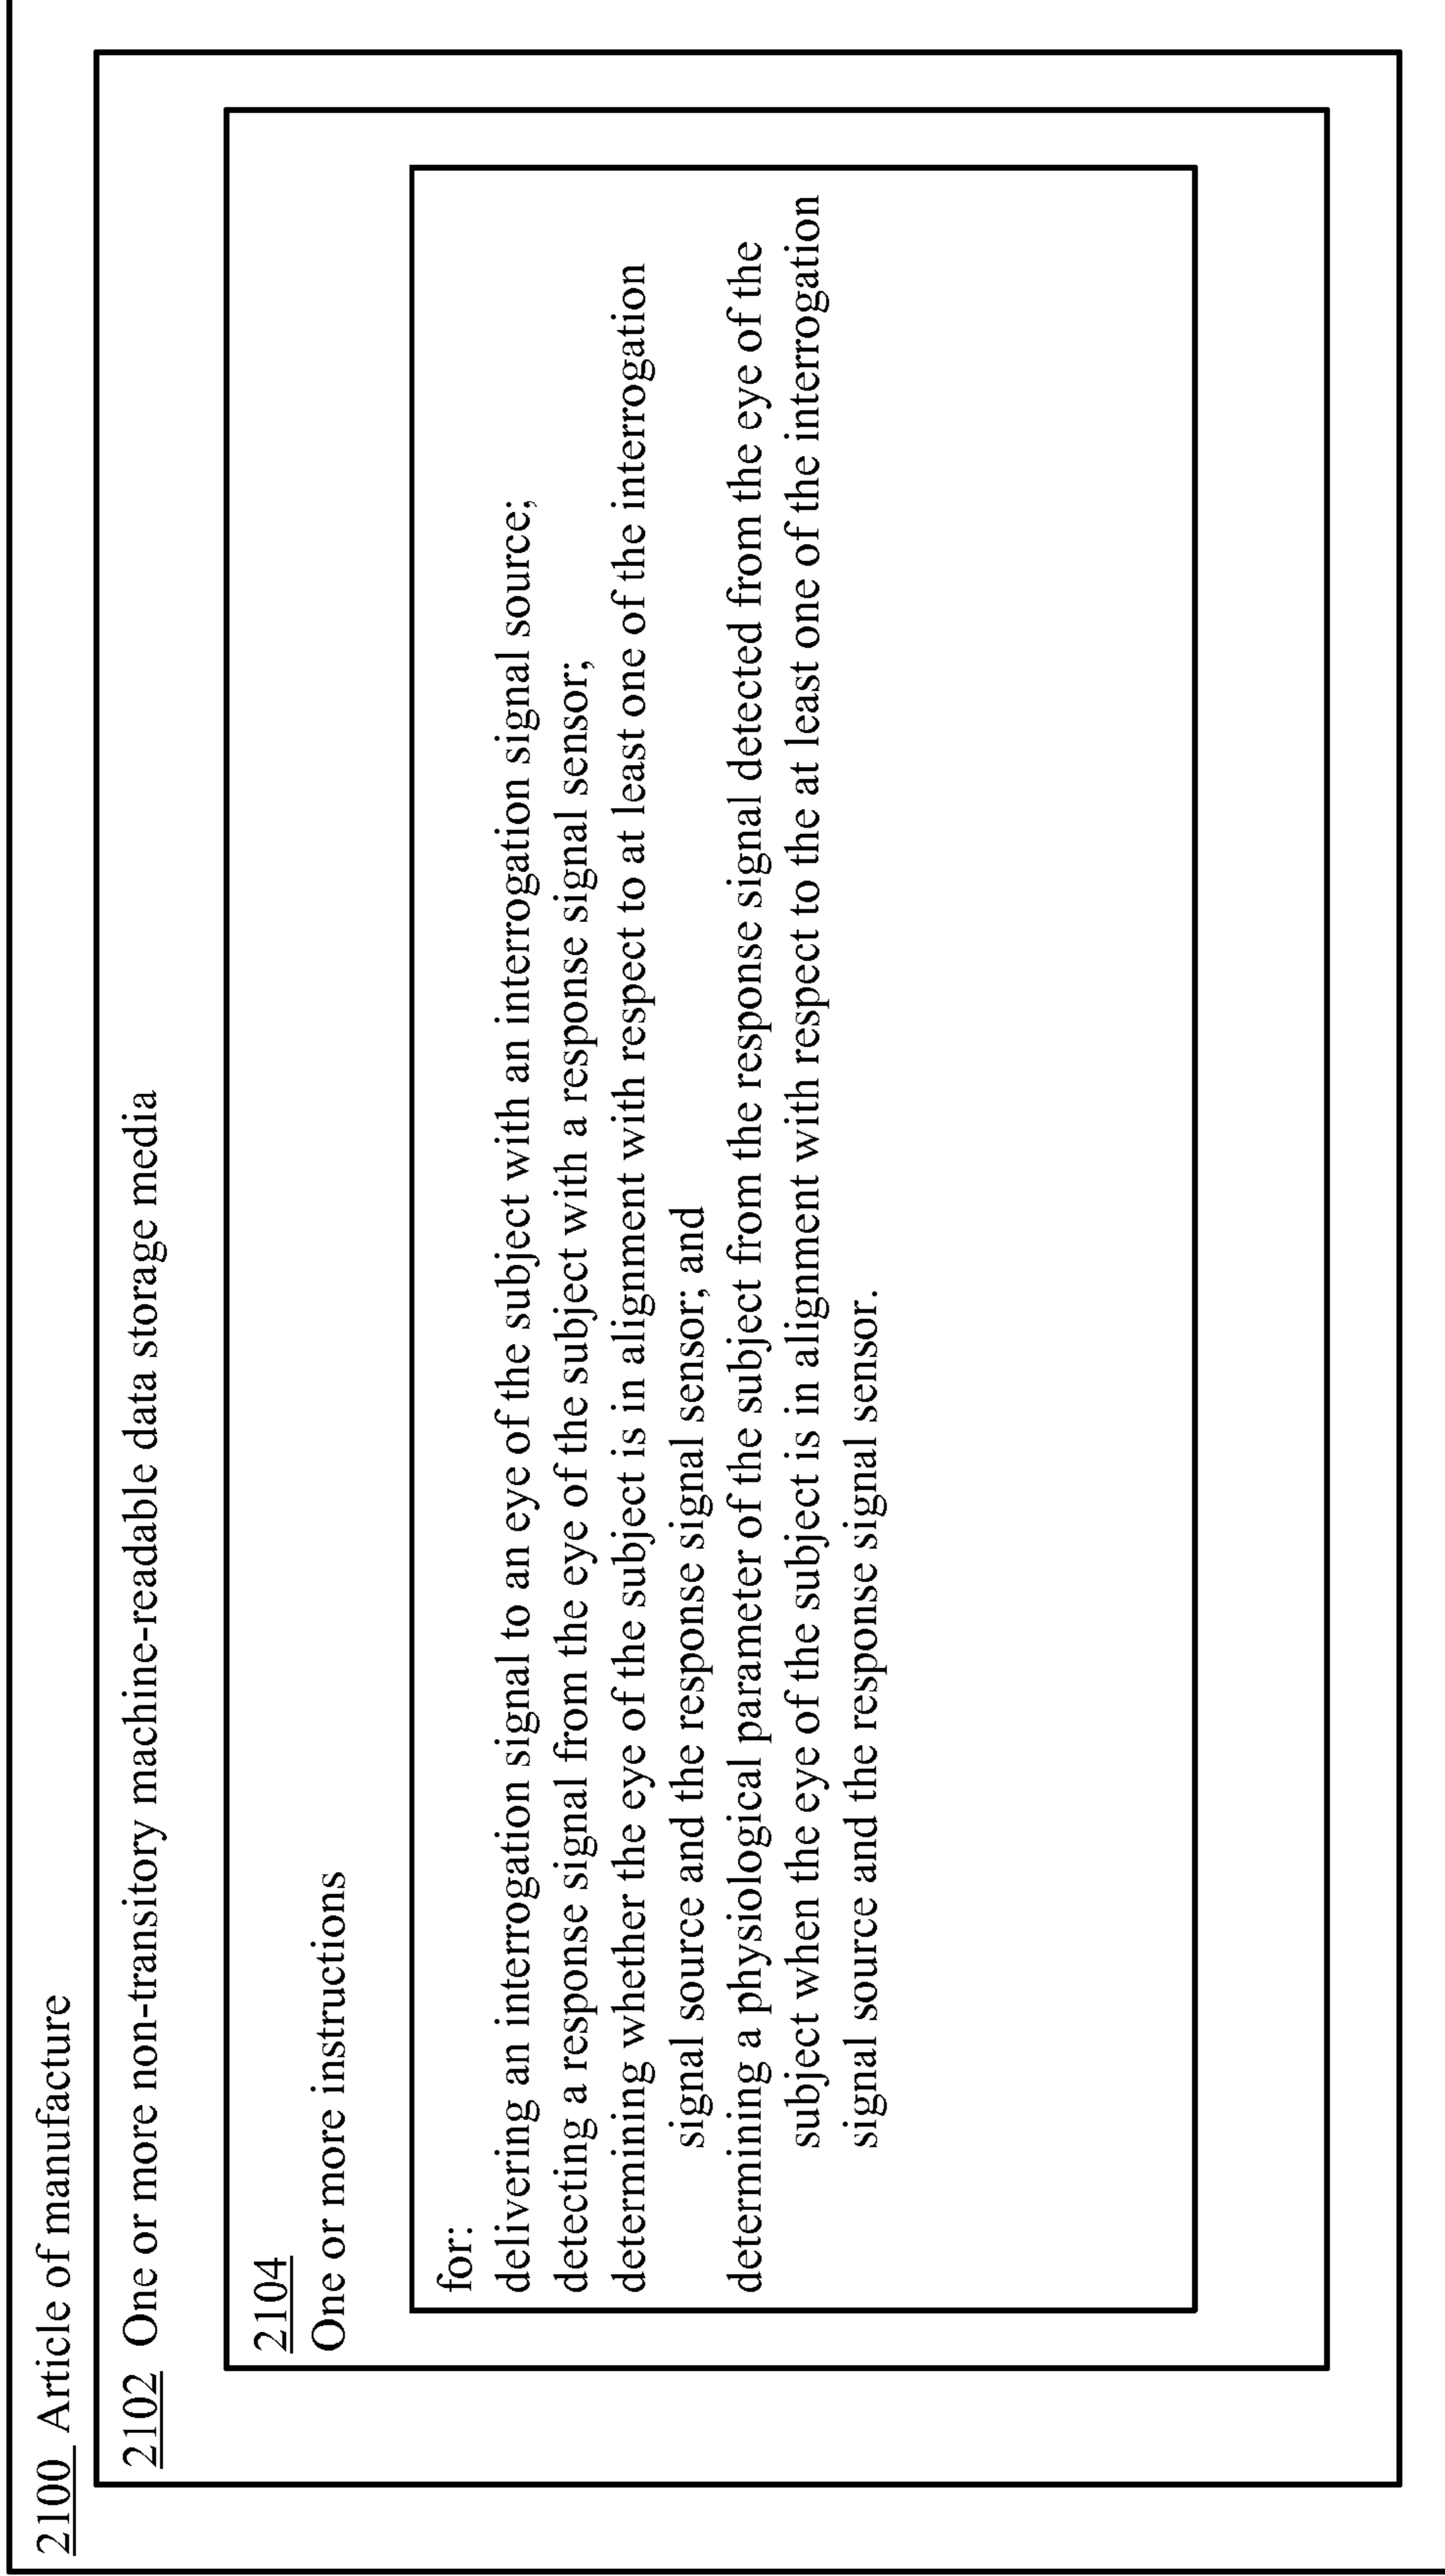 2100 Article of manufacture
2102 One or more non-transitory machine-readable data storage media
2104
One or more instructions
for:
delivering an interrogation signal to an eye of the subject with an interrogation signal source;
detecting a response signal from the eye of the subject with a response signal sensor;
determining whether the eye of the subject is in alignment with respect to at least one of the interrogation
signal source and the response signal sensor; and
determining a physiological parameter of the subject from the response signal detected from the eye of the
subject when the eye of the subject is in alignment with respect to the at least one of the interrogation
signal source and the response signal sensor.